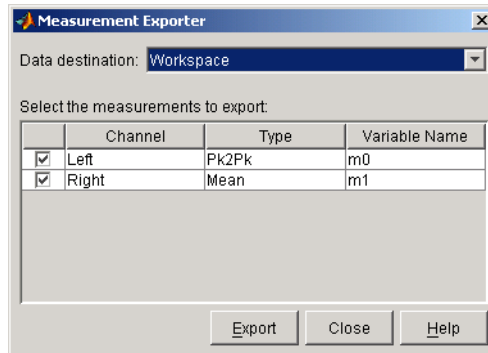 Measurement Exporter
Data destination: Workspace
Select the measurements to export:
Channel Type Variable Name
Left Pk2Pk m0
Right Mean m1
Export Close Help